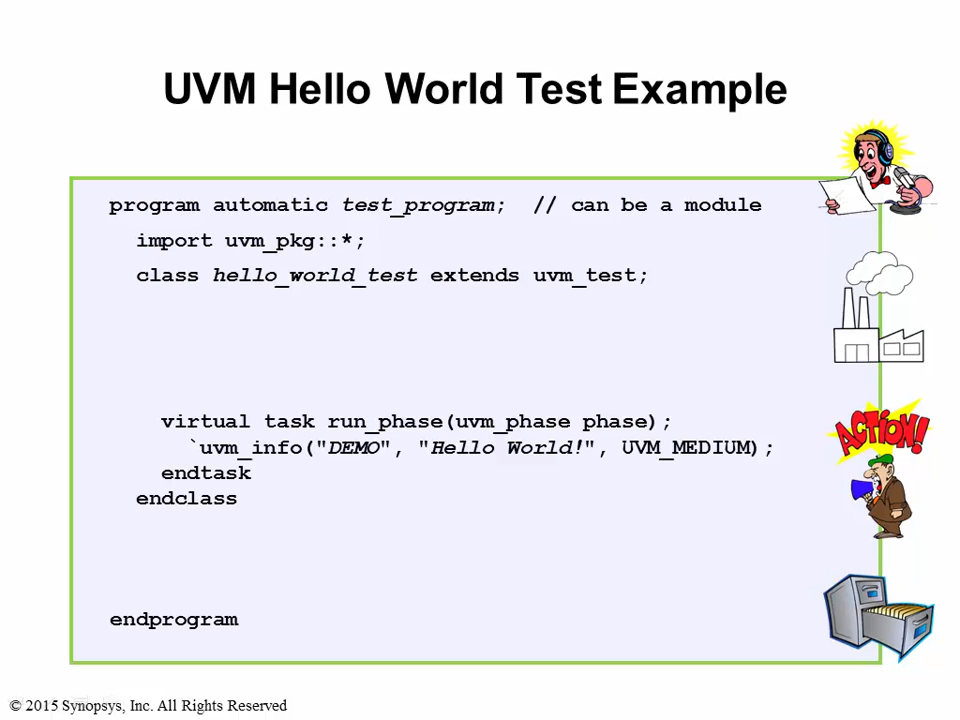 UVM Hello World Test Example
program automatic test_program;  // can be a module
import uvm_pkg::*;
class hello_world_test extends uvm_test;
virtual task run_phase(uvm_phase phase);
`uvm_info("DEMO", "Hello World!", UVM_MEDIUM);
endtask
endclass
endprogram
ACTION!
© 2015 Synopsys, Inc. All Rights Reserved